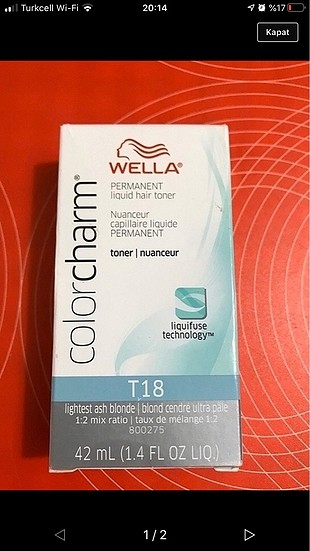 Turkcell Wi-Fi
20:14
%17
Kapat
WELLA®
PERMANENT
liquid hair toner
Nuanceur
capillaire liquide
PERMANENT
toner | nuanceur
colorcharm®
liquifuse
technology™
T18
lightest ash blonde | blond cendré ultra pâle
1:2 mix ratio | taux de mélange 1:2
800275
42 mL (1.4 FL OZ LIQ.)
1 / 2